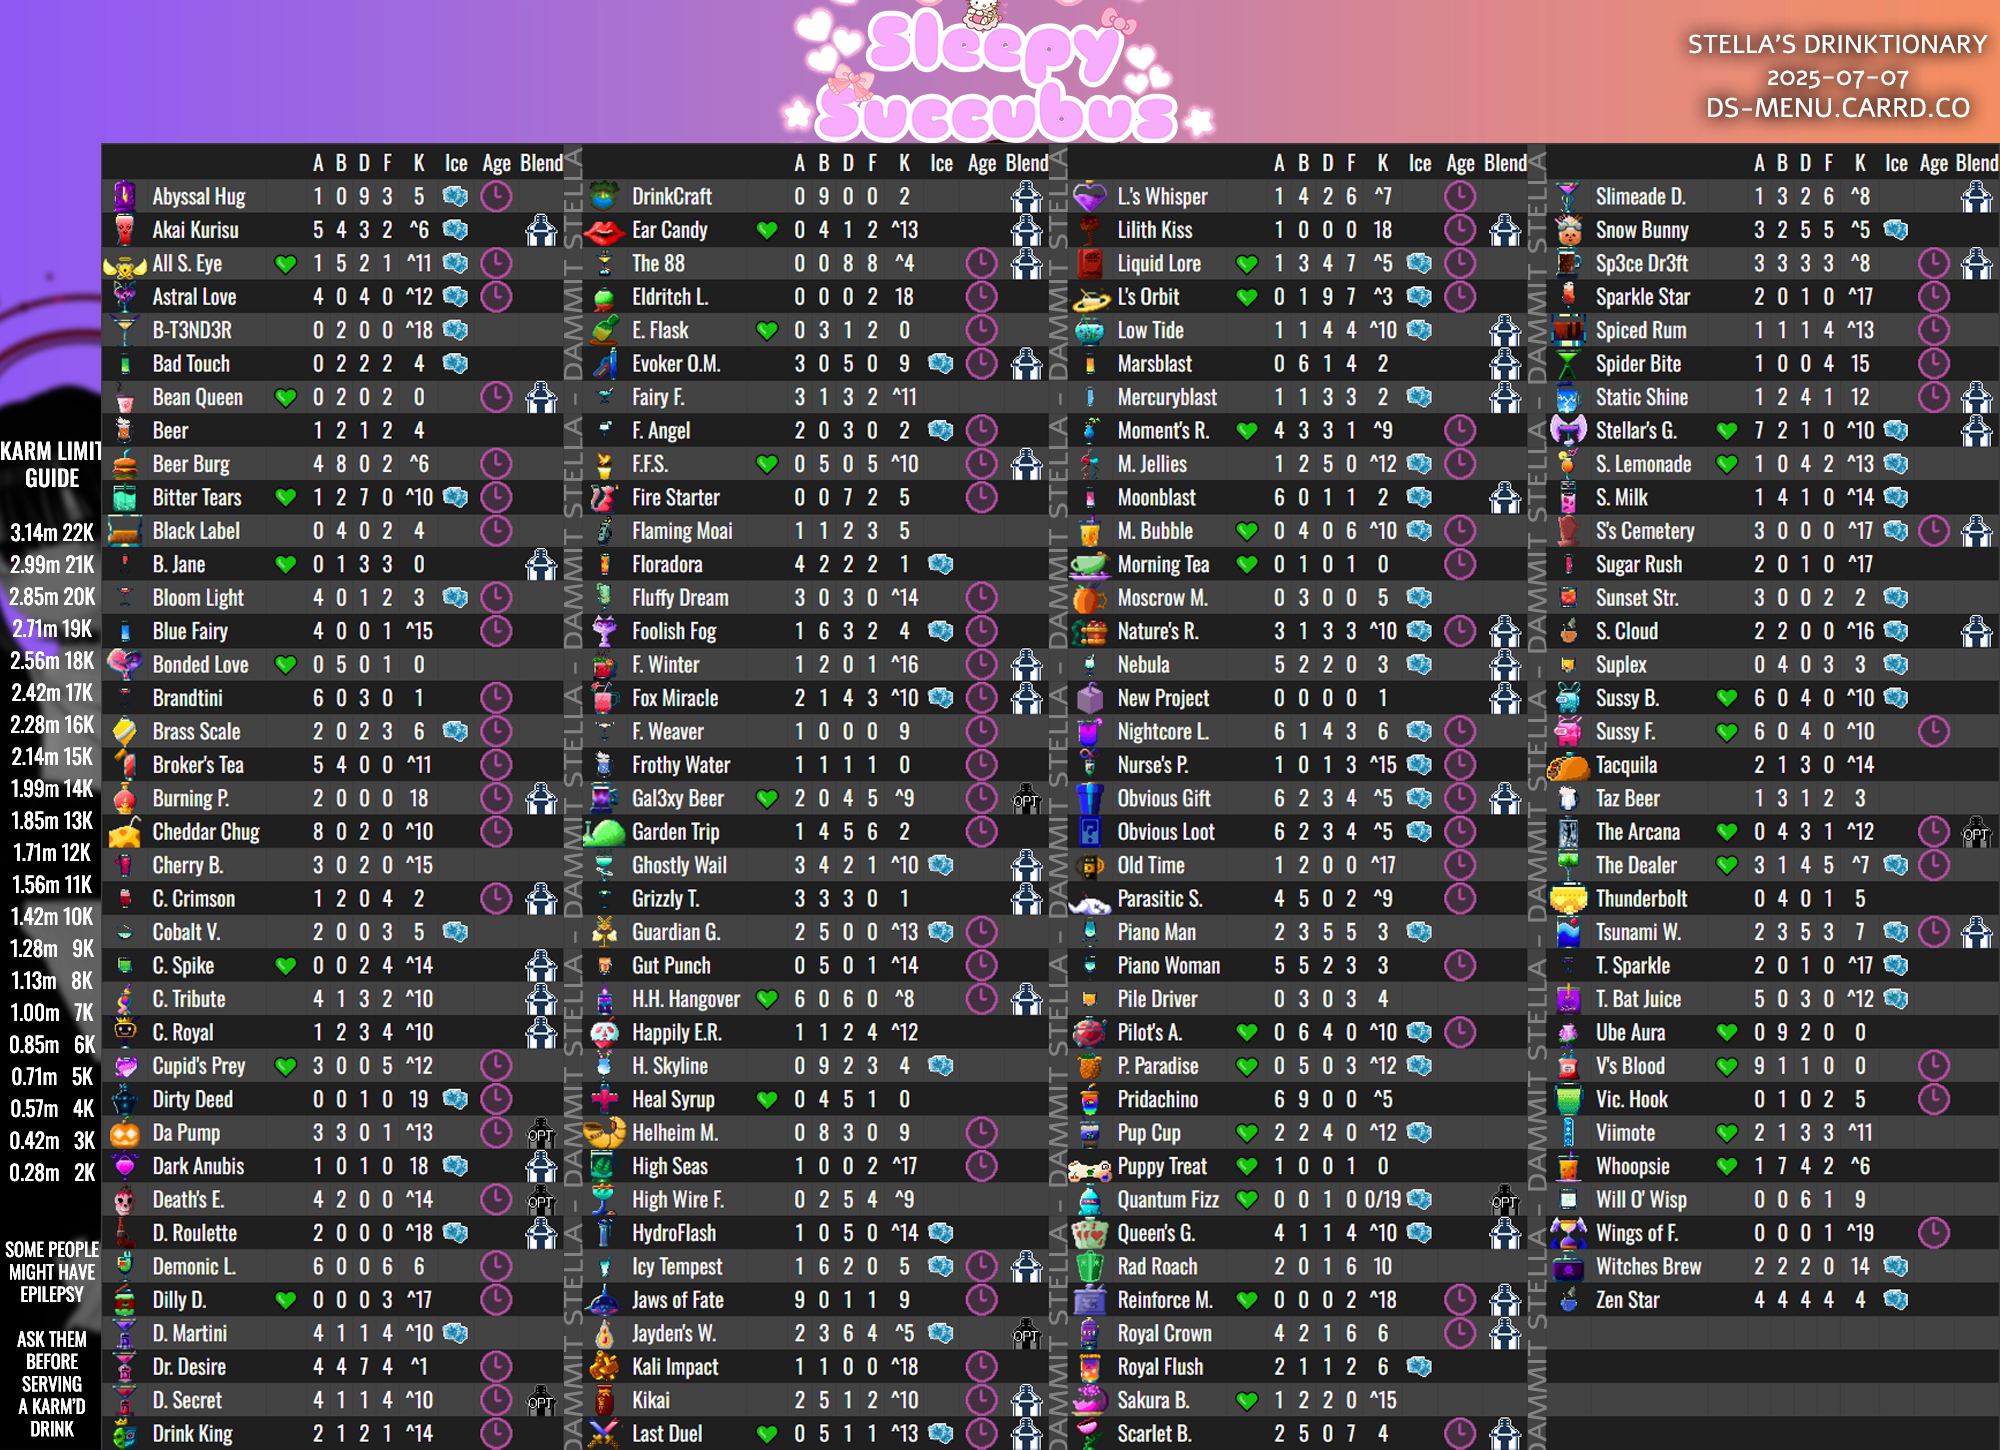 Sleepy
Succubus
STELLA'S DRINKTIONARY
2025-07-07
DS-MENU.CARRD.CO
KARM LIMIT
GUIDE
3.14m 22K
2.99m 21K
2.85m 20K
2.71m 19K
2.56m 18K
2.42m 17K
2.28m 16K
2.14m 15K
1.99m 14K
1.85m 13K
1.71m 12K
1.56m 11K
1.42m 10K
1.28m 9K
1.13m 8K
1.00m 7K
0.85m 6K
0.71m 5K
0.57m 4K
0.42m 3K
0.28m 2K
SOME PEOPLE
MIGHT HAVE
EPILEPSY
ASK THEM
BEFORE
SERVING
A KARM'D
DRINK
A B D F K Ice Age Blend
Abyssal Hug 1 0 9 3 5
Akai Kurisu 5 4 3 2 ^6
All S. Eye 1 5 2 1 ^11
Astral Love 4 0 4 0 ^12
B-T3ND3R 0 2 0 0 ^18
Bad Touch 0 2 2 2 4
Bean Queen 0 2 0 2 0
Beer 1 2 1 2 4
Beer Burg 4 8 0 2 ^6
Bitter Tears 1 2 7 0 ^10
Black Label 0 4 0 2 4
B. Jane 0 1 3 3 0
Bloom Light 4 0 1 2 3
Blue Fairy 4 0 0 1 ^15
Bonded Love 0 5 0 1 0
Brandtini 6 0 3 0 1
Brass Scale 2 0 2 3 6
Broker's Tea 5 4 0 0 ^11
Burning P. 2 0 0 0 18
Cheddar Chug 8 0 2 0 ^10
Cherry B. 3 0 2 0 ^15
C. Crimson 1 2 0 4 2
Cobalt V. 2 0 0 3 5
C. Spike 0 0 2 4 ^14
C. Tribute 4 1 3 2 ^10
C. Royal 1 2 3 4 ^10
Cupid's Prey 3 0 0 5 ^12
Dirty Deed 0 0 1 0 19
Da Pump 3 3 0 1 ^13 OPT
Dark Anubis 1 0 1 0 18
Death's E. 4 2 0 0 ^14 OPT
D. Roulette 2 0 0 0 ^18
Demonic L. 6 0 0 6 6
Dilly D. 0 0 0 3 ^17
D. Martini 4 1 1 4 ^10
Dr. Desire 4 4 7 4 ^1
D. Secret 4 1 1 4 ^10 OPT
Drink King 2 1 2 1 ^14
DAMMIT STELLA - DAMMIT STELLA - DAMMIT STELLA
A B D F K Ice Age Blend
DrinkCraft 0 9 0 0 2
Ear Candy 0 4 1 2 ^13
The 88 0 0 8 8 ^4
Eldritch L. 0 0 0 2 18
E. Flask 0 3 1 2 0
Evoker O.M. 3 0 5 0 9
Fairy F. 3 1 3 2 ^11
F. Angel 2 0 3 0 2
F.F.S. 0 5 0 5 ^10
Fire Starter 0 0 7 2 5
Flaming Moai 1 1 2 3 5
Floradora 4 2 2 2 1
Fluffy Dream 3 0 3 0 ^14
Foolish Fog 1 6 3 2 4
F. Winter 1 2 0 1 ^16
Fox Miracle 2 1 4 3 ^10
F. Weaver 1 0 0 0 9
Frothy Water 1 1 1 1 0
Gal3xy Beer 2 0 4 5 ^9 OPT
Garden Trip 1 4 5 6 2
Ghostly Wail 3 4 2 1 ^10
Grizzly T. 3 3 3 0 1
Guardian G. 2 5 0 0 ^13
Gut Punch 0 5 0 1 ^14
H.H. Hangover 6 0 6 0 ^8
Happily E.R. 1 1 2 4 ^12
H. Skyline 0 9 2 3 4
Heal Syrup 0 4 5 1 0
Helheim M. 0 8 3 0 9
High Seas 1 0 0 2 ^17
High Wire F. 0 2 5 4 ^9
HydroFlash 1 0 5 0 ^14
Icy Tempest 1 6 2 0 5
Jaws of Fate 9 0 1 1 9
Jayden's W. 2 3 6 4 ^5 OPT
Kali Impact 1 1 0 0 ^18
Kikai 2 5 1 2 ^10
Last Duel 0 5 1 1 ^13
DAMMIT STELLA - DAMMIT STELLA - DAMMIT STELLA
A B D F K Ice Age Blend
L.'s Whisper 1 4 2 6 ^7
Lilith Kiss 1 0 0 0 18
Liquid Lore 1 3 4 7 ^5
L's Orbit 0 1 9 7 ^3
Low Tide 1 1 4 4 ^10
Marsblast 0 6 1 4 2
Mercuryblast 1 1 3 3 2
Moment's R. 4 3 3 1 ^9
M. Jellies 1 2 5 0 ^12
Moonblast 6 0 1 1 2
M. Bubble 0 4 0 6 ^10
Morning Tea 0 1 0 1 0
Moscrow M. 0 3 0 0 5
Nature's R. 3 1 3 3 ^10
Nebula 5 2 2 0 3
New Project 0 0 0 0 1
Nightcore L. 6 1 4 3 6
Nurse's P. 1 0 1 3 ^15
Obvious Gift 6 2 3 4 ^5
Obvious Loot 6 2 3 4 ^5
Old Time 1 2 0 0 ^17
Parasitic S. 4 5 0 2 ^9
Piano Man 2 3 5 5 3
Piano Woman 5 5 2 3 3
Pile Driver 0 3 0 3 4
Pilot's A. 0 6 4 0 ^10
P. Paradise 0 5 0 3 ^12
Pridachino 6 9 0 0 ^5
Pup Cup 2 2 4 0 ^12
Puppy Treat 1 0 0 1 0
Quantum Fizz 0 0 1 0 0/19 OPT
Queen's G. 4 1 1 4 ^10
Rad Roach 2 0 1 6 10
Reinforce M. 0 0 0 2 ^18
Royal Crown 4 2 1 6 6
Royal Flush 2 1 1 2 6
Sakura B. 1 2 2 0 ^15
Scarlet B. 2 5 0 7 4
DAMMIT STELLA - DAMMIT STELLA - DAMMIT STELLA
A B D F K Ice Age Blend
Slimeade D. 1 3 2 6 ^8
Snow Bunny 3 2 5 5 ^5
Sp3ce Dr3ft 3 3 3 3 ^8
Sparkle Star 2 0 1 0 ^17
Spiced Rum 1 1 1 4 ^13
Spider Bite 1 0 0 4 15
Static Shine 1 2 4 1 12
Stellar's G. 7 2 1 0 ^10
S. Lemonade 1 0 4 2 ^13
S. Milk 1 4 1 0 ^14
S's Cemetery 3 0 0 0 ^17
Sugar Rush 2 0 1 0 ^17
Sunset Str. 3 0 0 2 2
S. Cloud 2 2 0 0 ^16
Suplex 0 4 0 3 3
Sussy B. 6 0 4 0 ^10
Sussy F. 6 0 4 0 ^10
Tacquila 2 1 3 0 ^14
Taz Beer 1 3 1 2 3
The Arcana 0 4 3 1 ^12 OPT
The Dealer 3 1 4 5 ^7
Thunderbolt 0 4 0 1 5
Tsunami W. 2 3 5 3 7
T. Sparkle 2 0 1 0 ^17
T. Bat Juice 5 0 3 0 ^12
Ube Aura 0 9 2 0 0
V's Blood 9 1 1 0 0
Vic. Hook 0 1 0 2 5
Viimote 2 1 3 3 ^11
Whoopsie 1 7 4 2 ^6
Will O' Wisp 0 0 6 1 9
Wings of F. 0 0 0 1 ^19
Witches Brew 2 2 2 0 14
Zen Star 4 4 4 4 4